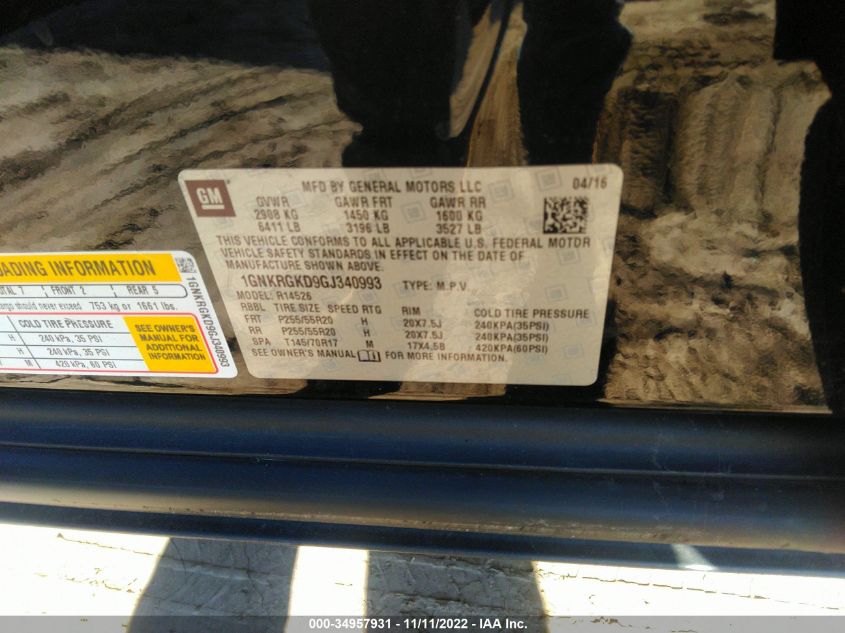 GM
MFD BY GENERAL MOTORS LLC 04/16
GVWR GAWR FRT GAWR RR
2908 KG 1450 KG 1600 KG
6411 LB 3196 LB 3527 LB
THIS VEHICLE CONFORMS TO ALL APPLICABLE U.S. FEDERAL MOTOR
VEHICLE SAFETY STANDARDS IN EFFECT ON THE DATE OF
MANUFACTURE SHOWN ABOVE.
1GNKRGKD9GJ340993 TYPE: M.P.V.
MODEL: R14526
RBBL TIRE SIZE SPEED RTG RIM COLD TIRE PRESSURE
FRT P255/55R20 H 20X7.5J 240KPA(35PSI)
RR P255/55R20 H 20X7.5J 240KPA(35PSI)
SPA T145/70R17 M 17X4.5B 420KPA(60PSI)
SEE OWNER'S MANUAL FOR MORE INFORMATION.
OADING INFORMATION
TOTAL 7 FRONT 2 REAR 5
should never exceed 753 kg or 1661 lbs.
COLD TIRE PRESSURE
H 240 kPa, 35 PSI
H 240 kPa, 35 PSI
M 420 kPa, 60 PSI
SEE OWNER'S
MANUAL FOR
ADDITIONAL
INFORMATION
1GNKRGKD9GJ340993
000-34957931 - 11/11/2022 - IAA Inc.